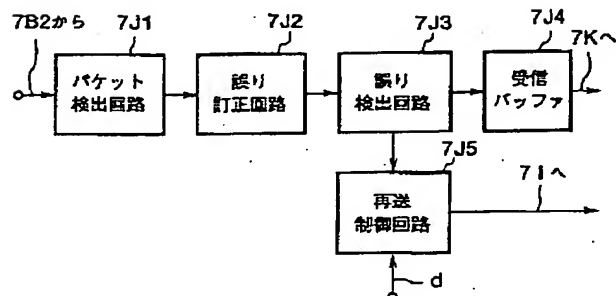 7B2から
7J1
7J2
7J3
7J4
7Kへ
パケット
検出回路
誤り
訂正回路
誤り
検出回路
受信
バッファ
7J5
再送
制御回路
7Iへ
d